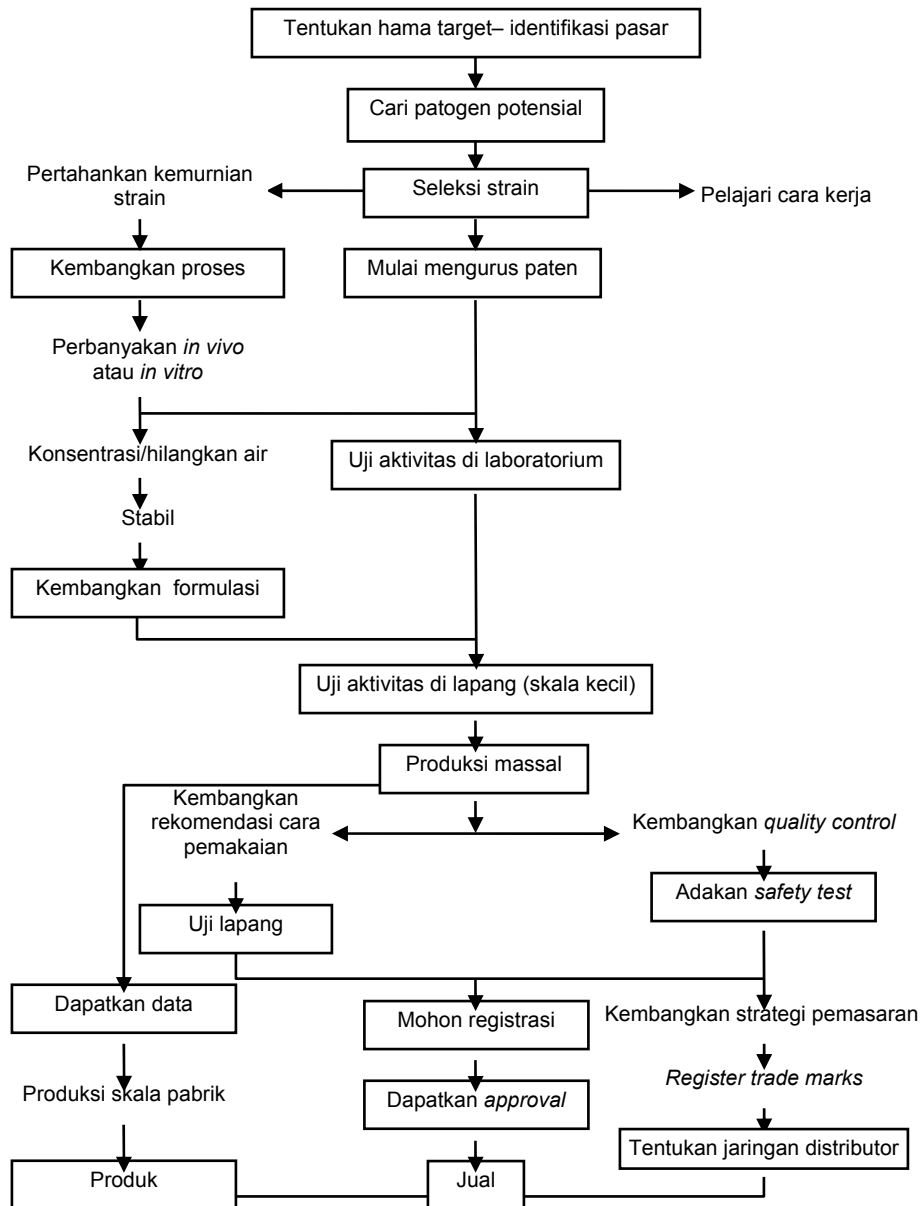 Tentukan hama target– identifikasi pasar
Cari patogen potensial
Pertahankan kemurnian
strain
Seleksi strain
Pelajari cara kerja
Kembangkan proses
Mulai mengurus paten
Perbanyakan in vivo
atau in vitro
Konsentrasi/hilangkan air
Uji aktivitas di laboratorium
Stabil
Kembangkan formulasi
Uji aktivitas di lapang (skala kecil)
Produksi massal
Kembangkan
rekomendasi cara
pemakaian
Kembangkan quality control
Adakan safety test
Uji lapang
Dapatkan data
Mohon registrasi
Kembangkan strategi pemasaran
Produksi skala pabrik
Dapatkan approval
Register trade marks
Tentukan jaringan distributor
Produk
Jual